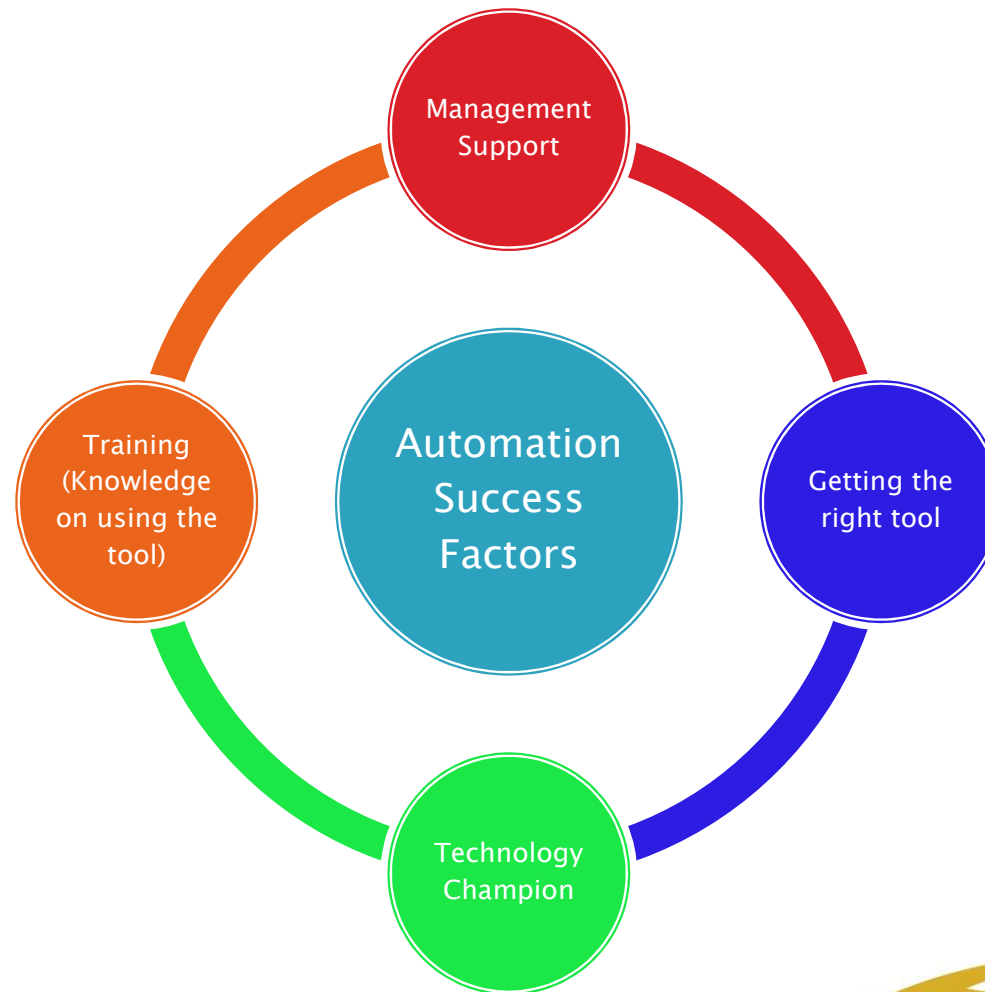 Management
Support
Training
(Knowledge
on using the
tool)
Automation
Success
Factors
Getting the
right tool
Technology
Champion